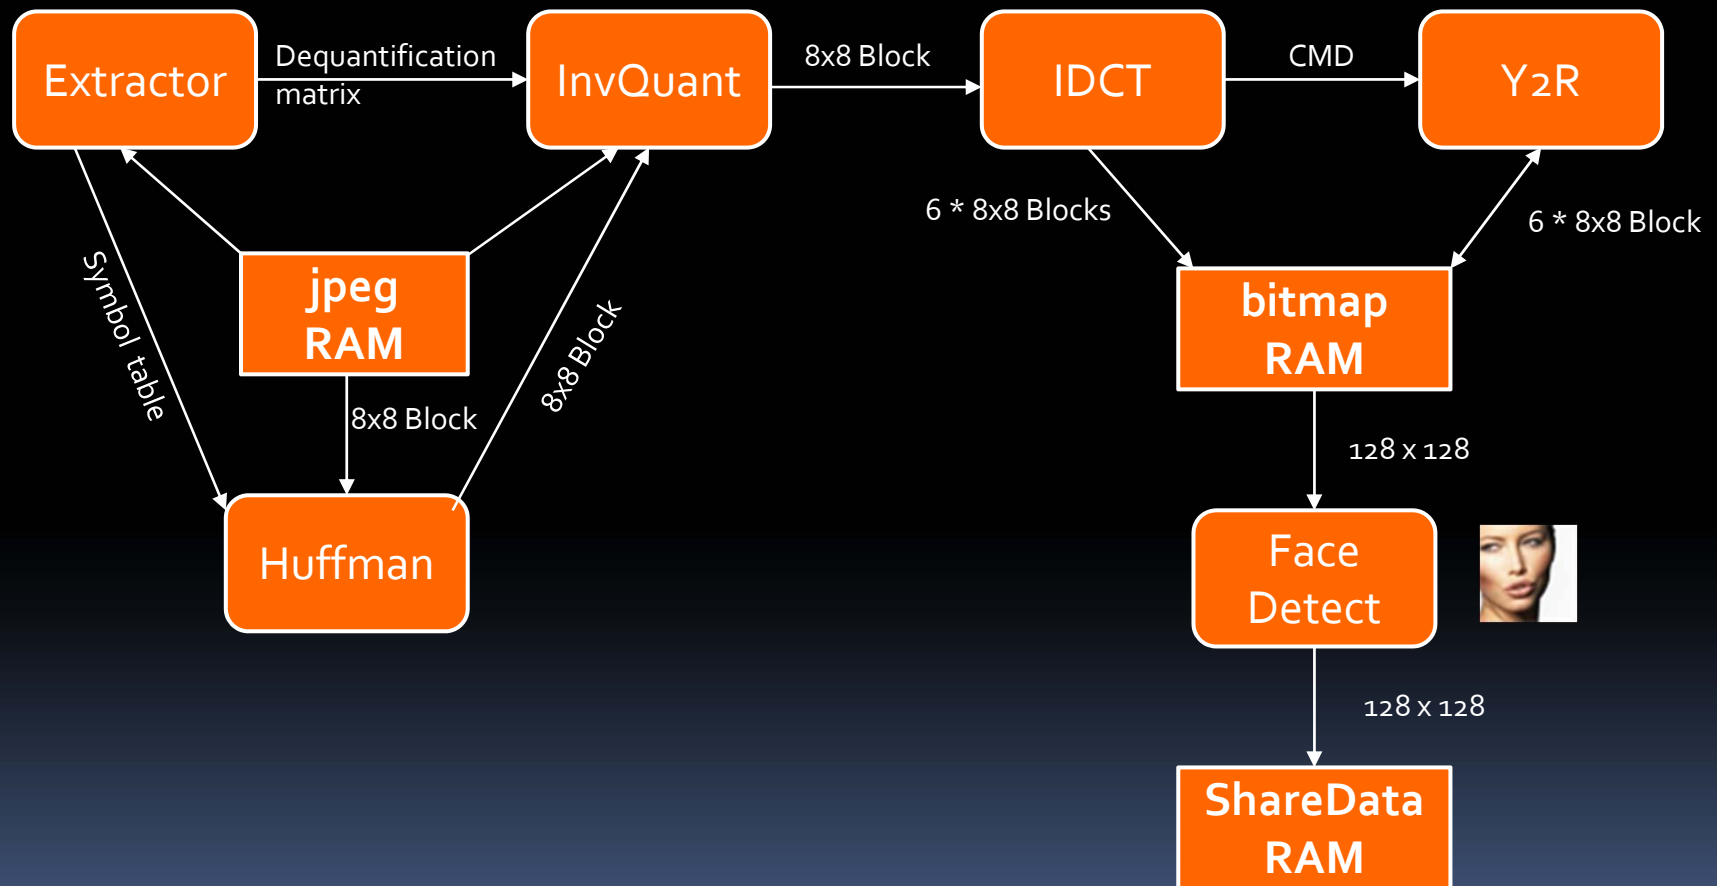 Extractor
Dequantification
matrix
InvQuant
8x8 Block
IDCT
CMD
Y2R
6 * 8x8 Blocks
6 * 8x8 Block
Symbol table
jpeg
RAM
8x8 Block
8x8 Block
bitmap
RAM
128 x 128
Huffman
Face
Detect
128 x 128
ShareData
RAM